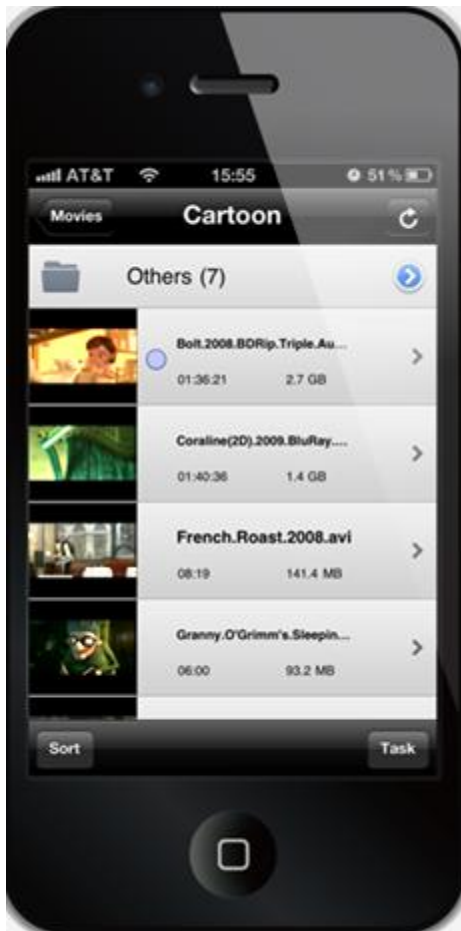 AT&T 15:55 51%
Movies Cartoon
Others (7)
Bolt.2008.BDRip.Triple.Au...
01:36:21 2.7 GB
Coraline(2D).2009.BluRay....
01:40:36 1.4 GB
French.Roast.2008.avi
08:19 141.4 MB
Granny.O'Grimm's.Sleepin...
06:00 93.2 MB
Sort Task